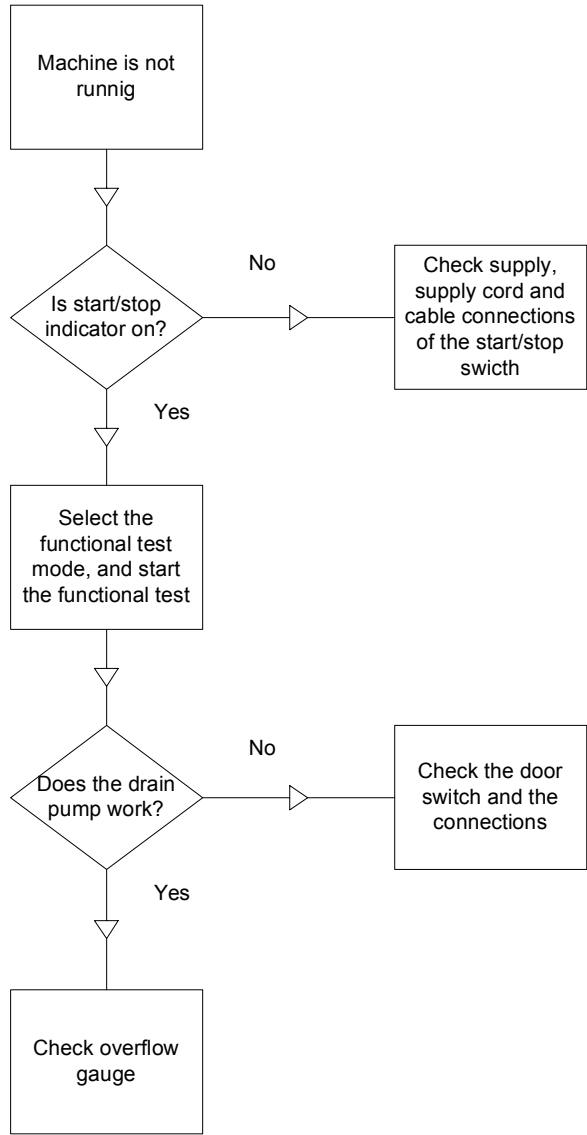 Machine is not
runnig
Is start/stop
indicator on?
No
Check supply,
supply cord and
cable connections
of the start/stop
swicth
Yes
Select the
functional test
mode, and start
the functional test
Does the drain
pump work?
No
Check the door
switch and the
connections
Yes
Check overflow
gauge